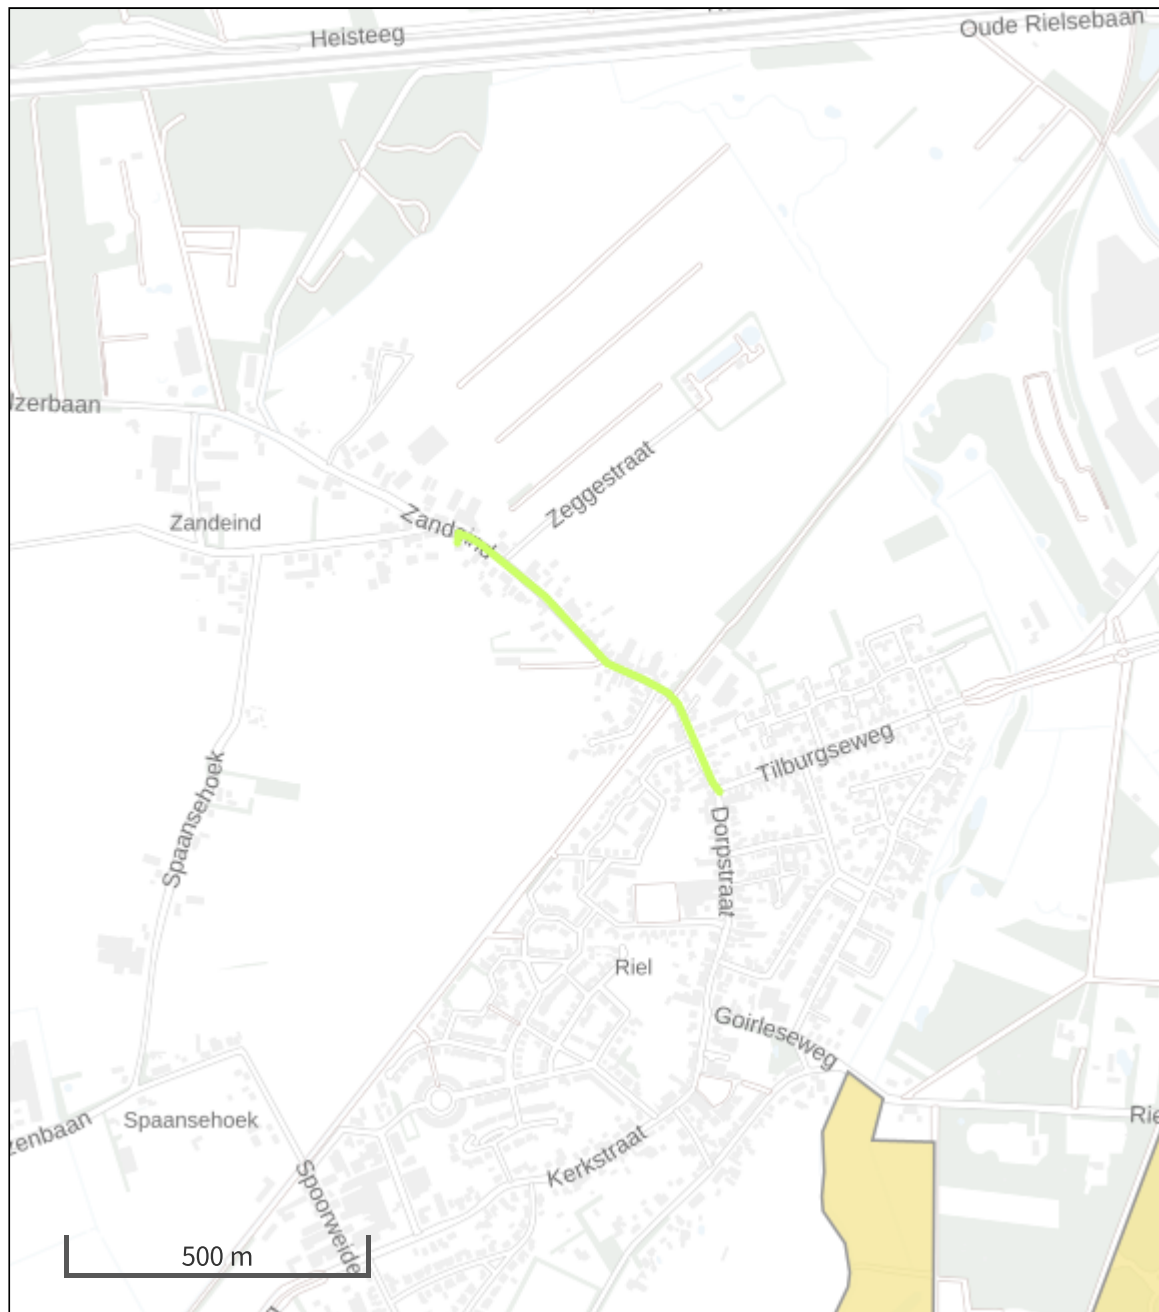 Heisteeg
Oude Rielsebaan
lzerbaan
Zandeind
Zeggestraat
Zandeind
Tilburgseweg
Spaansehoek
Dorpstraat
Riel
Goirleseweg
Spaansehoek
zenbaan
Rie
Kerkstraat
Spoorweide
500 m